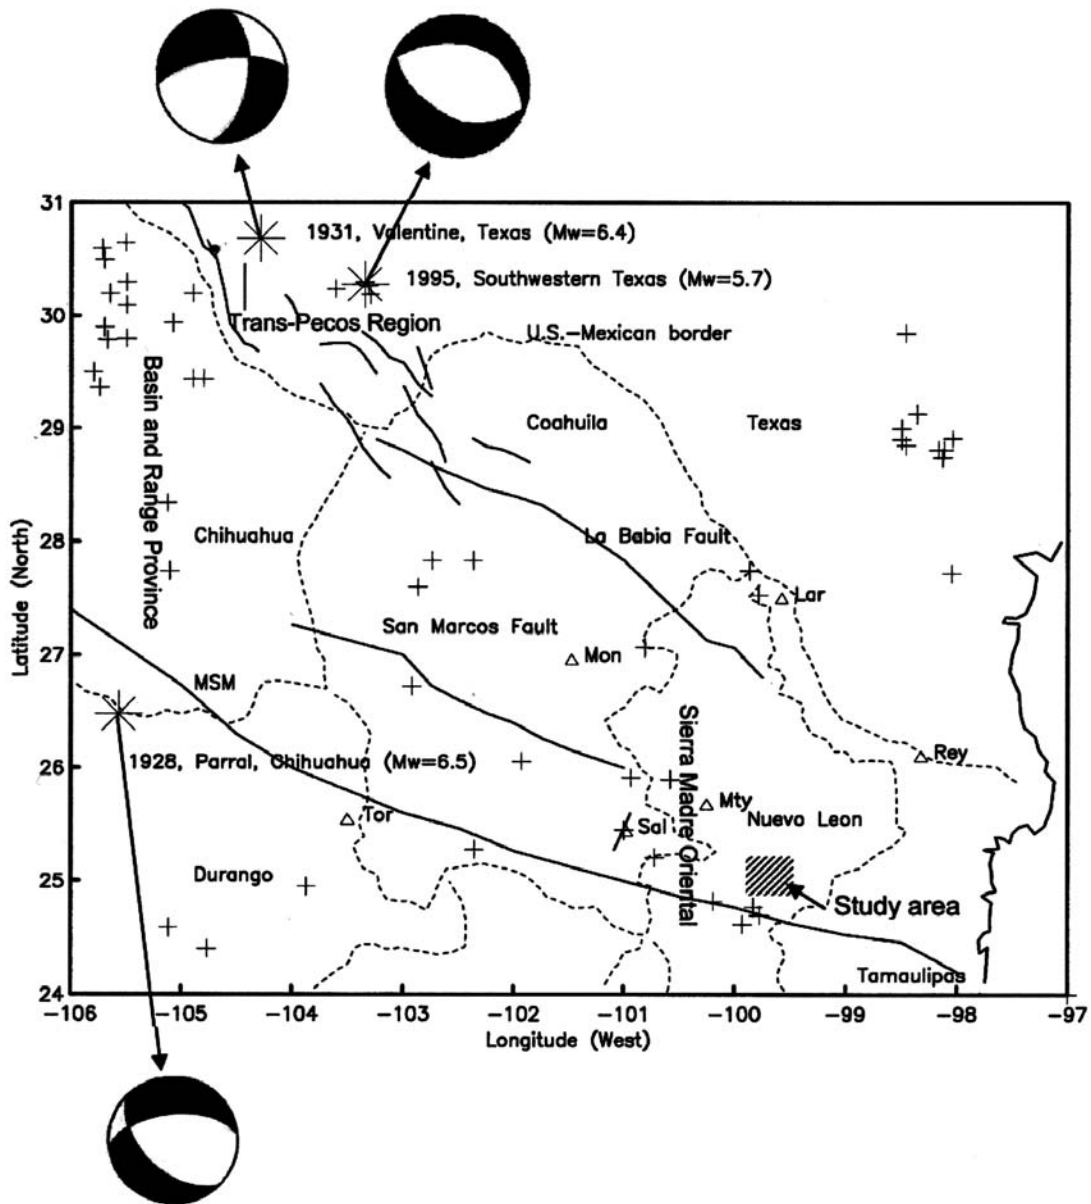 31
1931, Valentine, Texas (Mw=6.4)
1995, Southwestern Texas (Mw=5.7)
30
Trans-Pecos Region
U.S.-Mexican border
Basin and Range Province
29
Coahuila
Texas
Latitude (North)
28
Chihuahua
La Babia Fault
Lar
San Marcos Fault
27
Mon
MSM
Sierra Madre Oriental
26
1928, Parral, Chihuahua (Mw=6.5)
Rey
Mty
Tor
Sal
Nuevo Leon
25
Durango
Study area
Tamaulipas
24
-106 -105 -104 -103 -102 -101 -100 -99 -98 -97
Longitude (West)